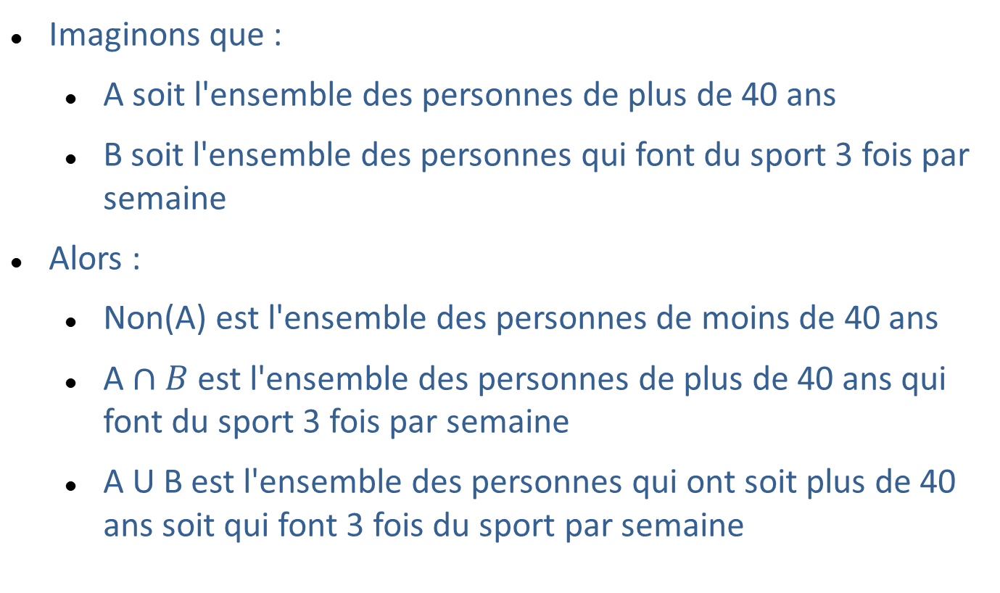 • Imaginons que :
• A soit l'ensemble des personnes de plus de 40 ans
• B soit l'ensemble des personnes qui font du sport 3 fois par
semaine
• Alors :
• Non(A) est l'ensemble des personnes de moins de 40 ans
• A ∩ B est l'ensemble des personnes de plus de 40 ans qui
font du sport 3 fois par semaine
• A U B est l'ensemble des personnes qui ont soit plus de 40
ans soit qui font 3 fois du sport par semaine